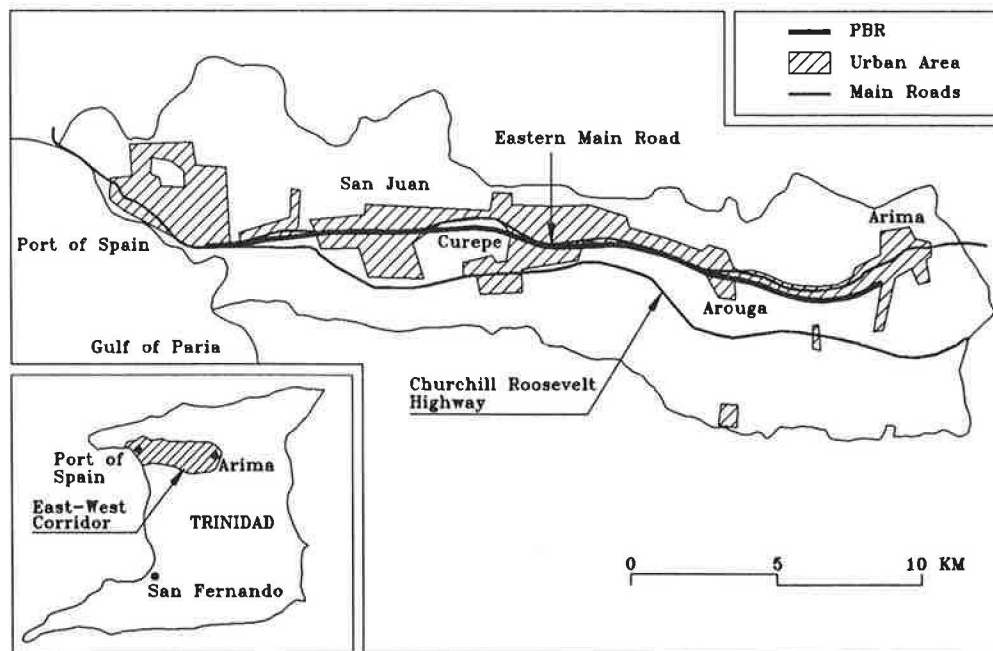 PBR
Urban Area
Main Roads
Eastern Main Road
San Juan
Arima
Port of Spain
Curepe
Arouga
Gulf of Paria
Churchill Roosevelt
Highway
Port of
Spain
Arima
East-West
Corridor
TRINIDAD
San Fernando
0 5 10 KM